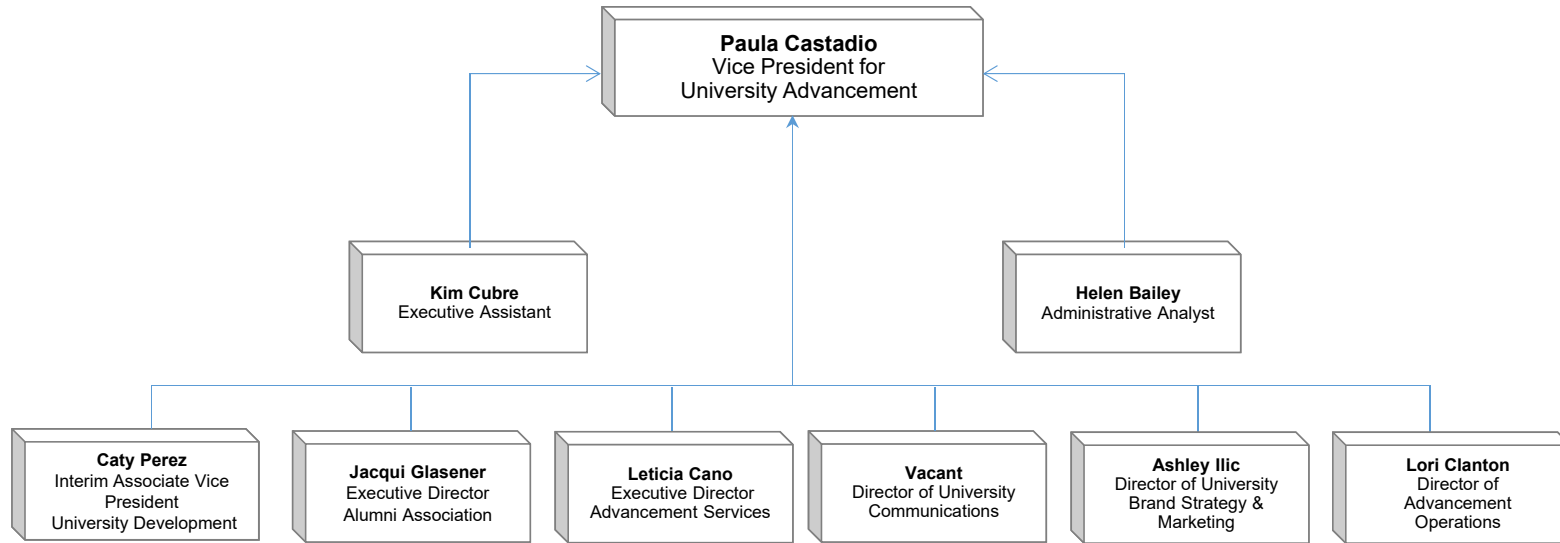 Paula Castadio
Vice President for
University Advancement
Kim Cubre
Executive Assistant
Helen Bailey
Administrative Analyst
Caty Perez
Interim Associate Vice
President
University Development
Jacqui Glasener
Executive Director
Alumni Association
Leticia Cano
Executive Director
Advancement Services
Vacant
Director of University
Communications
Ashley Ilic
Director of University
Brand Strategy &
Marketing
Lori Clanton
Director of
Advancement
Operations